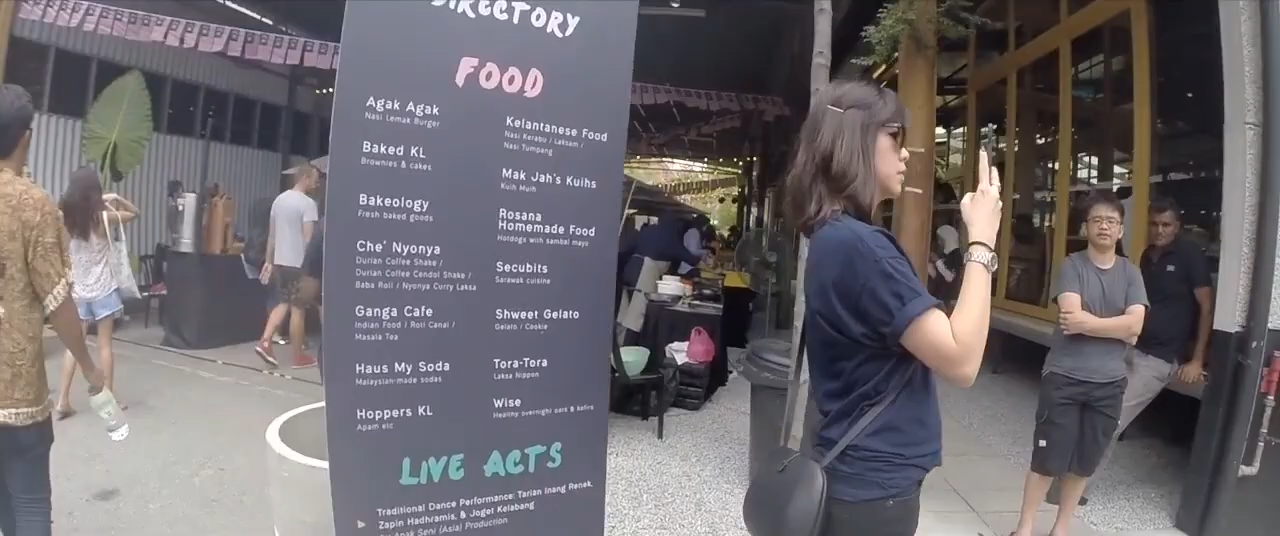 DIRECTORY
FOOD
Agak Agak
Nasi Lemak Burger
Baked KL
Brownies & cakes
Bakeology
Fresh baked goods
Che' Nyonya
Durian Coffee Shake /
Durian Coffee Cendol Shake /
Baba Roll / Nyonya Curry Laksa
Ganga Cafe
Indian Food / Roti Canai /
Masala Tea
Haus My Soda
Malaysian-made sodas
Hoppers KL
Apam etc
Kelantanese Food
Nasi Kerabu / Laksam /
Nasi Tumpang
Mak Jah's Kuihs
Kuih Muih
Rosana
Homemade Food
Hotdogs with sambal mayo
Secubits
Sarawak cuisine
Shweet Gelato
Gelato / Cookie
Tora-Tora
Laksa Nippon
Wise
Healthy overnight oats & kefirs
LIVE ACTS
Traditional Dance Performance: Tarian Inang Renek,
Zapin Hadhramis, & Joget Kelabang
Anak Seni (Asia) Production